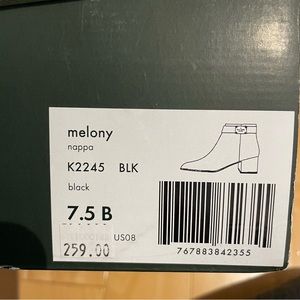 melony
nappa
K2245 BLK
black
7.5 B
US08
259.00
767883842355